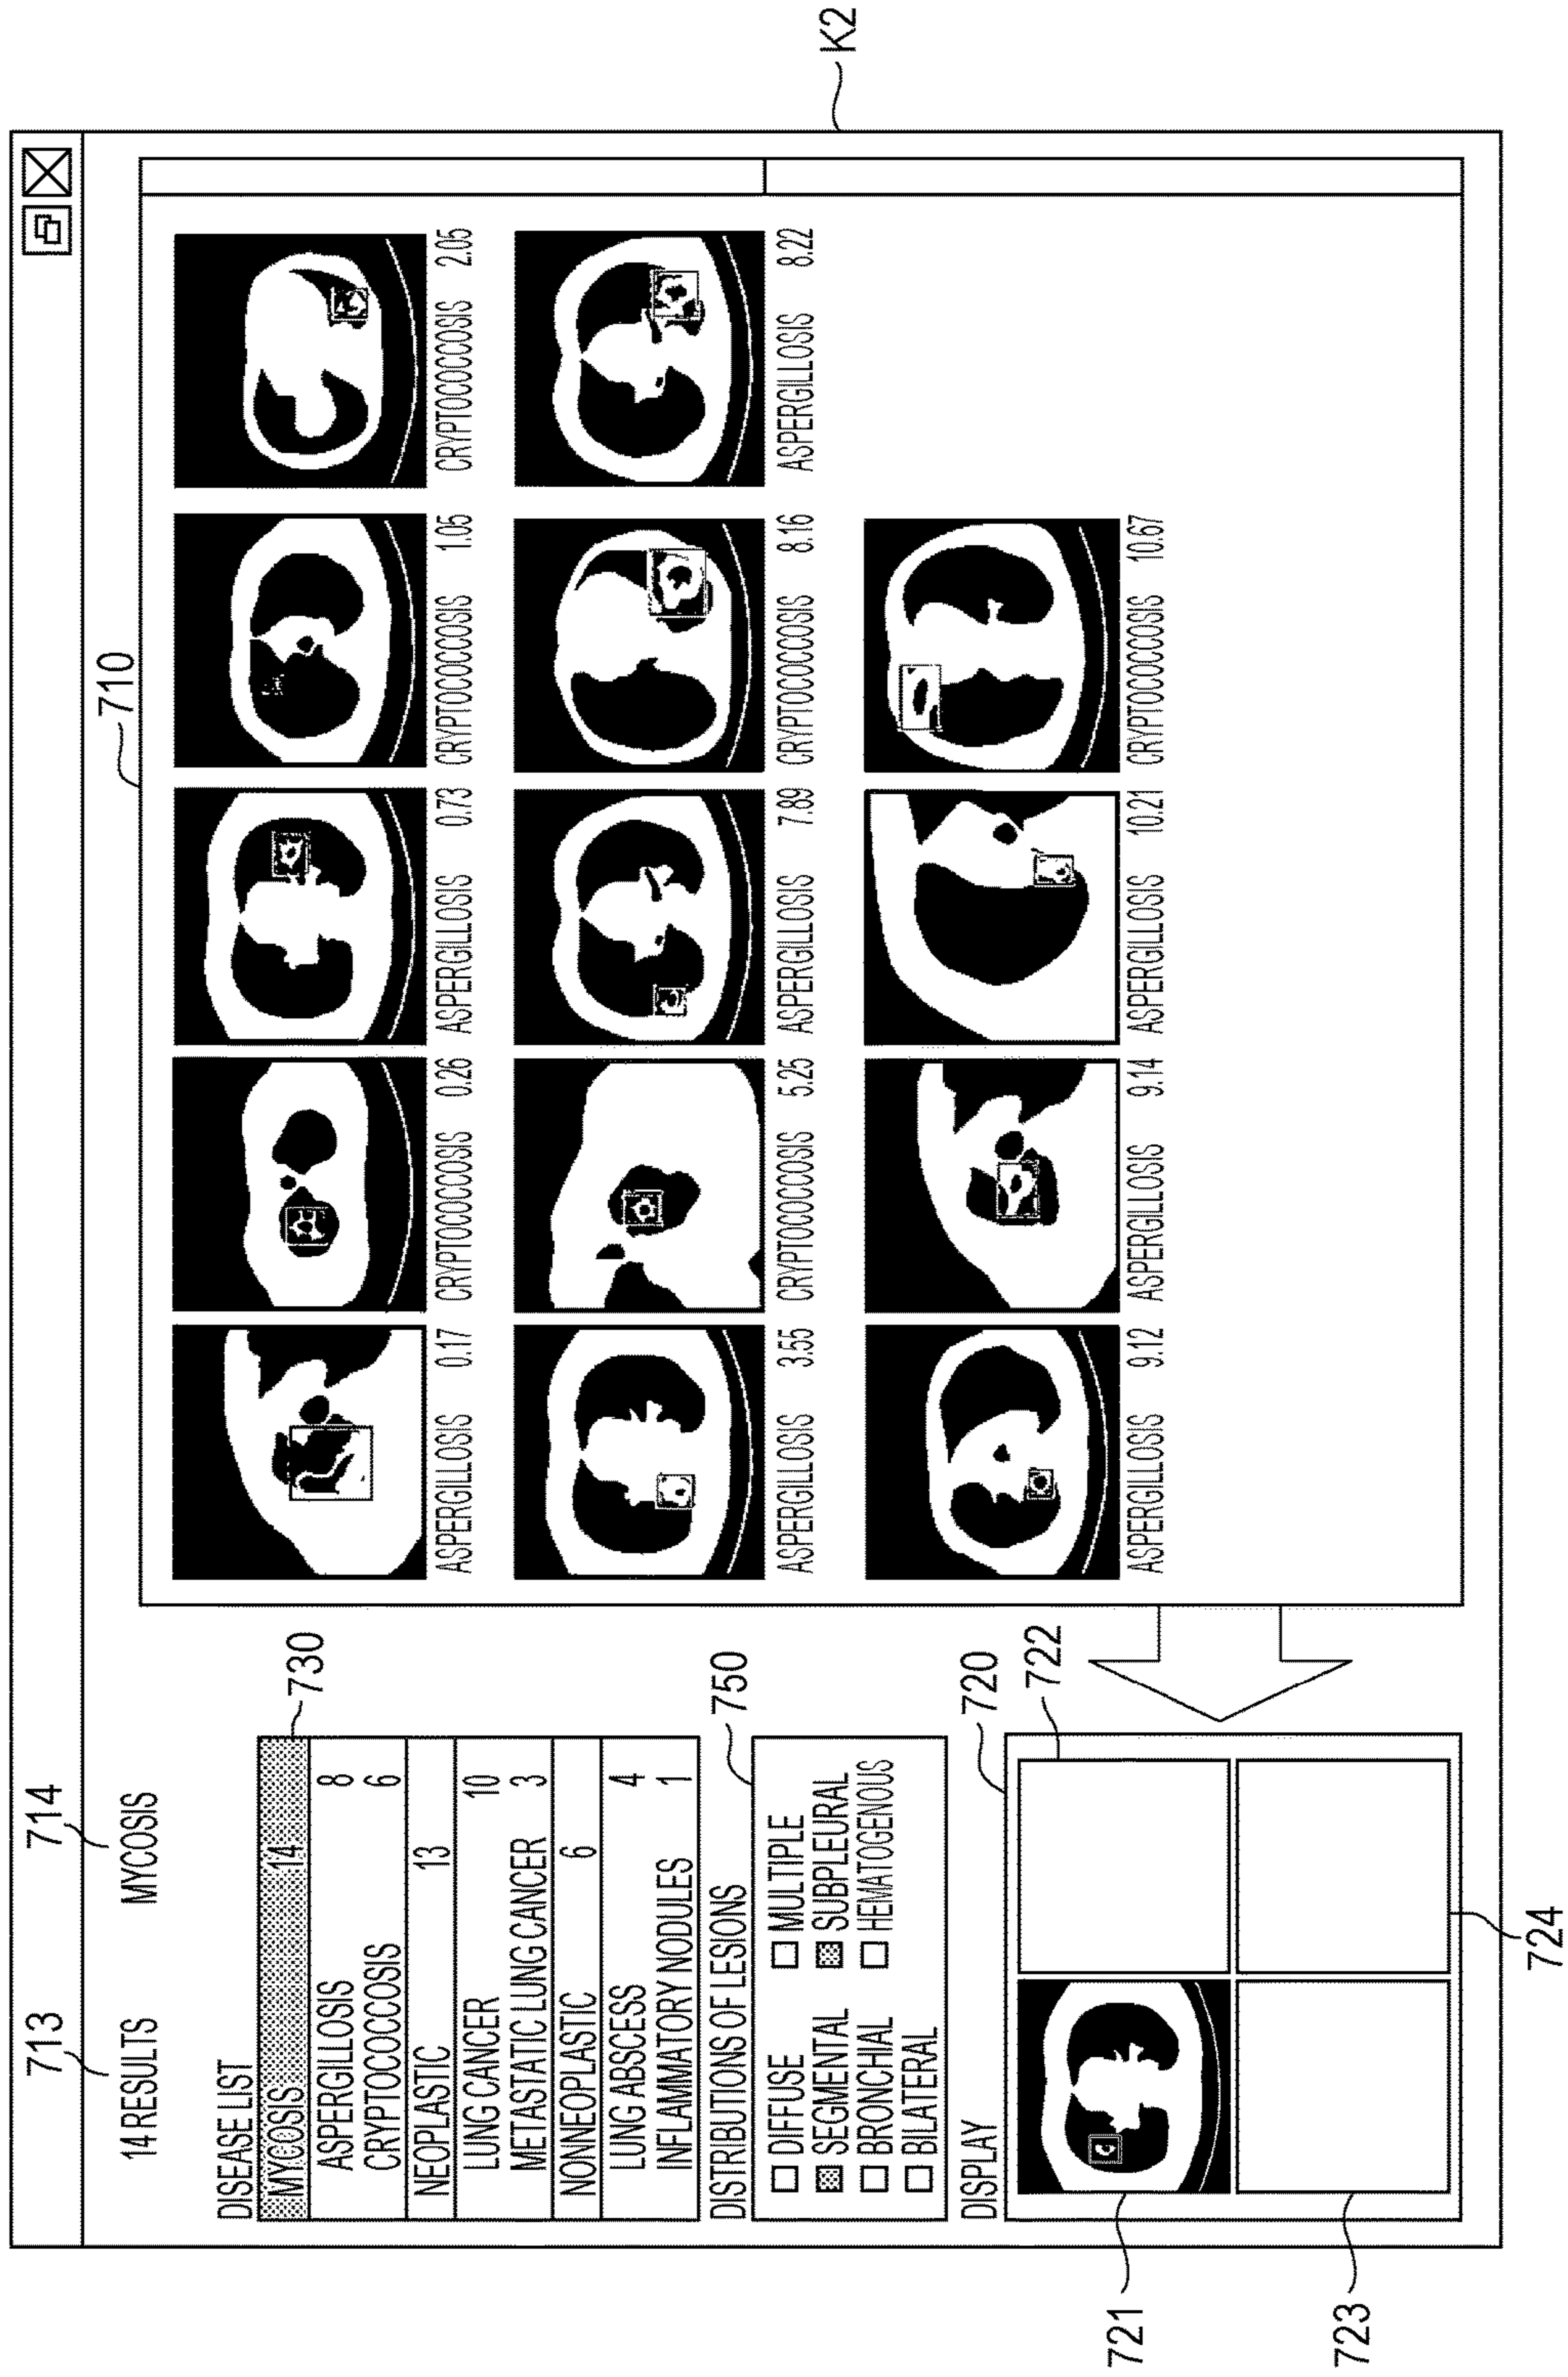 713
714
14 RESULTS
MYCOSIS
710
K2
DISEASE LIST
730
MYCOSIS 14
ASPERGILLOSIS 8
CRYPTOCOCCOSIS 6
NEOPLASTIC 13
LUNG CANCER 10
METASTATIC LUNG CANCER 3
NONNEOPLASTIC 6
LUNG ABSCESS 4
INFLAMMATORY NODULES 1
DISTRIBUTIONS OF LESIONS
750
DIFFUSE MULTIPLE
SEGMENTAL SUBPLEURAL
BRONCHIAL HEMATOGENOUS
BILATERAL
DISPLAY
720
722
721
723
724
ASPERGILLOSIS 0.17
CRYPTOCOCCOSIS 0.26
ASPERGILLOSIS 0.73
CRYPTOCOCCOSIS 1.05
CRYPTOCOCCOSIS 2.05
ASPERGILLOSIS 3.55
CRYPTOCOCCOSIS 5.25
ASPERGILLOSIS 7.89
CRYPTOCOCCOSIS 8.16
ASPERGILLOSIS 8.22
ASPERGILLOSIS 9.12
ASPERGILLOSIS 9.14
ASPERGILLOSIS 10.21
CRYPTOCOCCOSIS 10.67